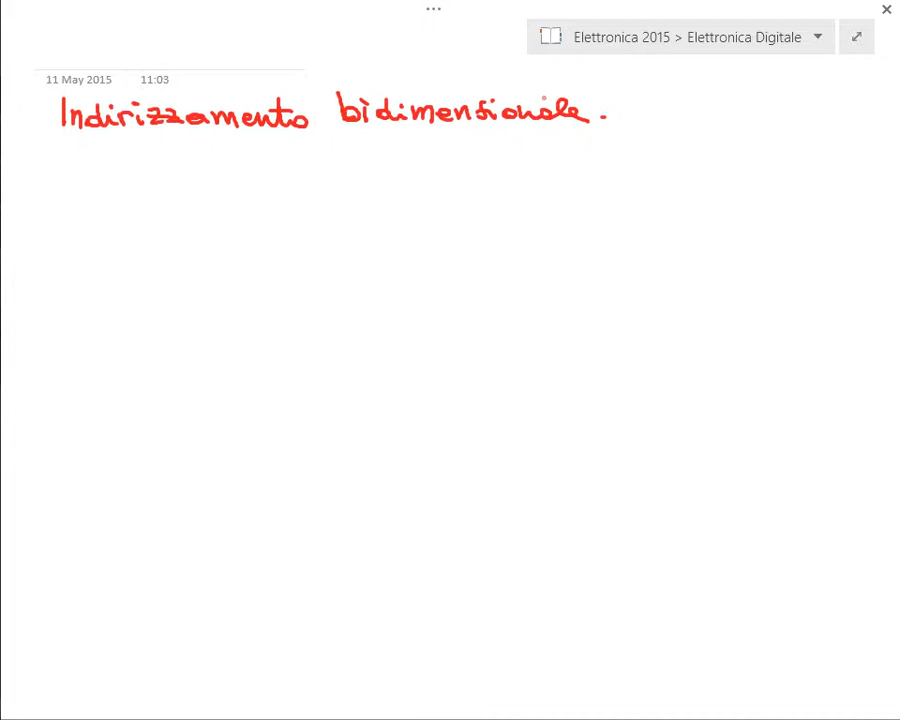 Elettronica 2015 > Elettronica Digitale
11 May 2015 11:03
Indirizzamento bidimensionale.